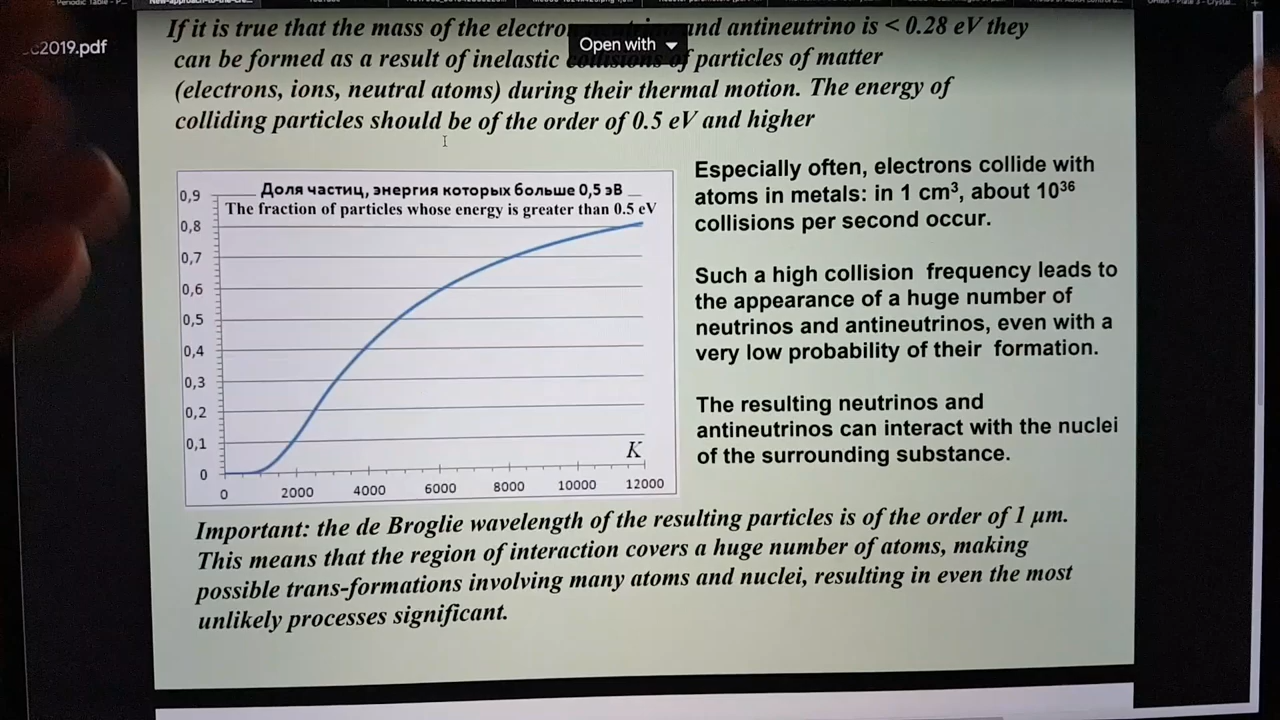 Periodic Table - P...
c2019.pdf
Open with
If it is true that the mass of the electro and antineutrino is < 0.28 eV they
can be formed as a result of inelastic collisions of particles of matter
(electrons, ions, neutral atoms) during their thermal motion. The energy of
colliding particles should be of the order of 0.5 eV and higher
Доля частиц, энергия которых больше 0,5 эВ
The fraction of particles whose energy is greater than 0.5 eV
0,9
0,8
0,7
0,6
0,5
0,4
0,3
0,2
0,1
0
K
0 2000 4000 6000 8000 10000 12000
Especially often, electrons collide with
atoms in metals: in 1 cm³, about 10³⁶
collisions per second occur.
Such a high collision frequency leads to
the appearance of a huge number of
neutrinos and antineutrinos, even with a
very low probability of their formation.
The resulting neutrinos and
antineutrinos can interact with the nuclei
of the surrounding substance.
Important: the de Broglie wavelength of the resulting particles is of the order of 1 μm.
This means that the region of interaction covers a huge number of atoms, making
possible trans-formations involving many atoms and nuclei, resulting in even the most
unlikely processes significant.